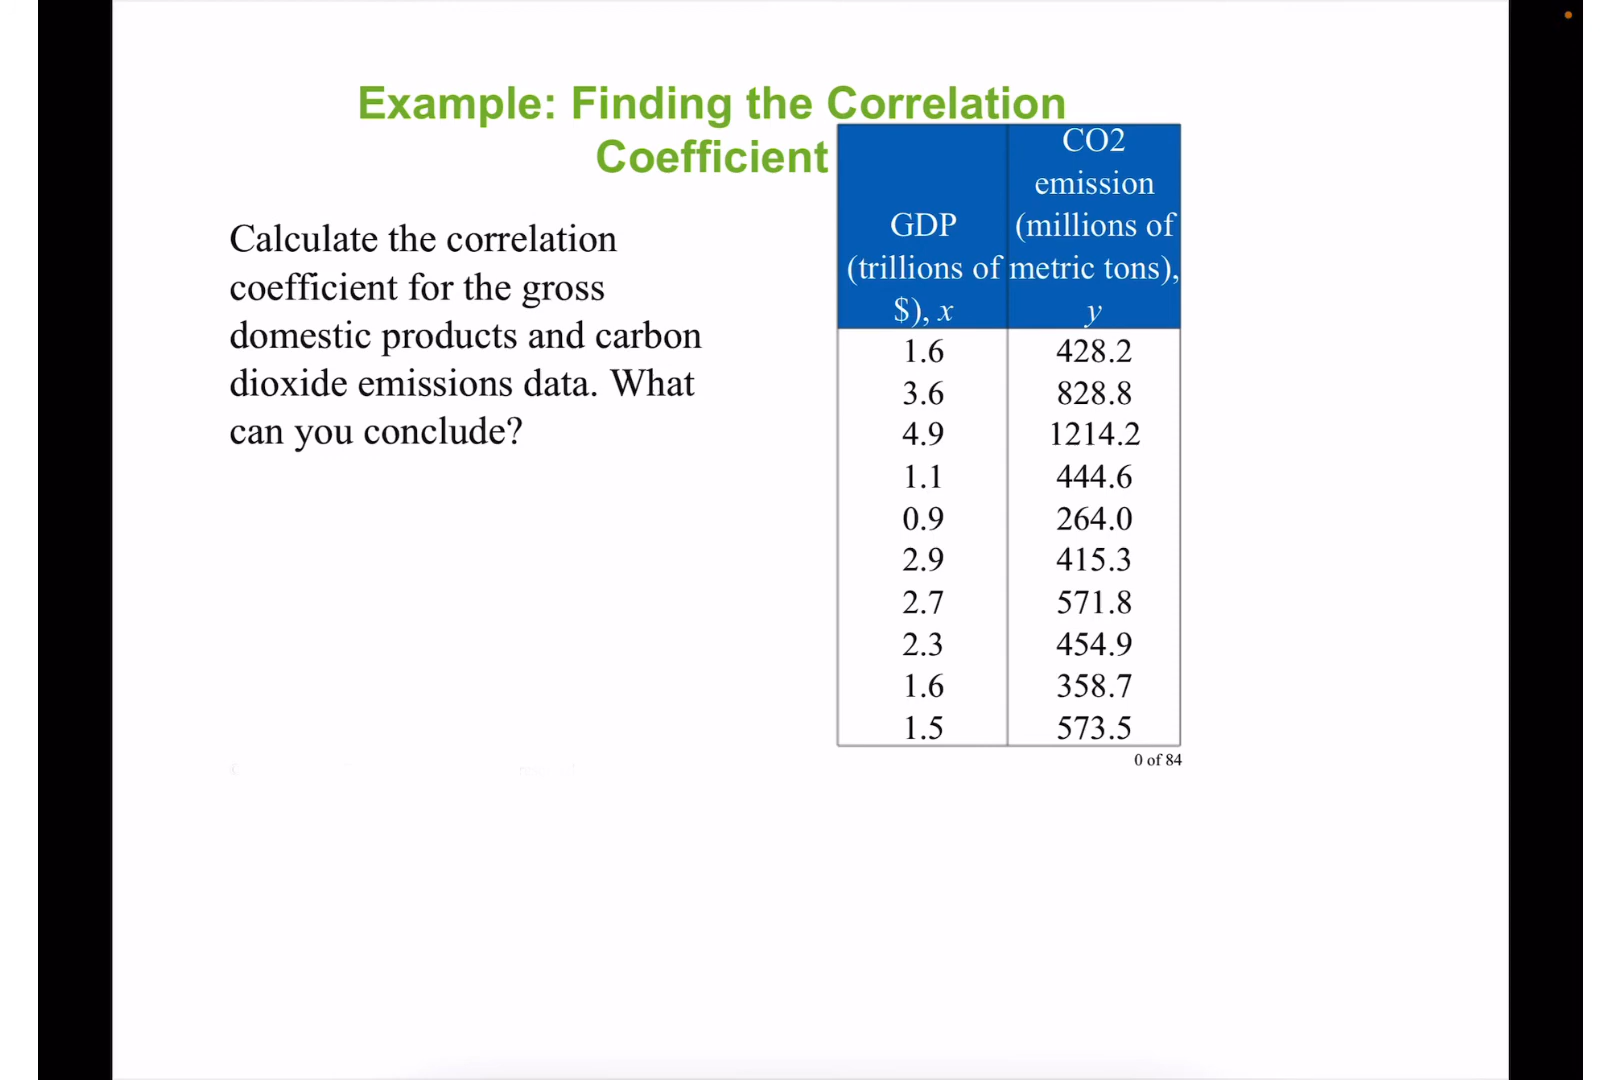 Example: Finding the Correlation
Coefficient
Calculate the correlation
coefficient for the gross
domestic products and carbon
dioxide emissions data. What
can you conclude?
GDP
(trillions of
$), x
CO2
emission
(millions of
metric tons),
y
1.6 428.2
3.6 828.8
4.9 1214.2
1.1 444.6
0.9 264.0
2.9 415.3
2.7 571.8
2.3 454.9
1.6 358.7
1.5 573.5
0 of 84